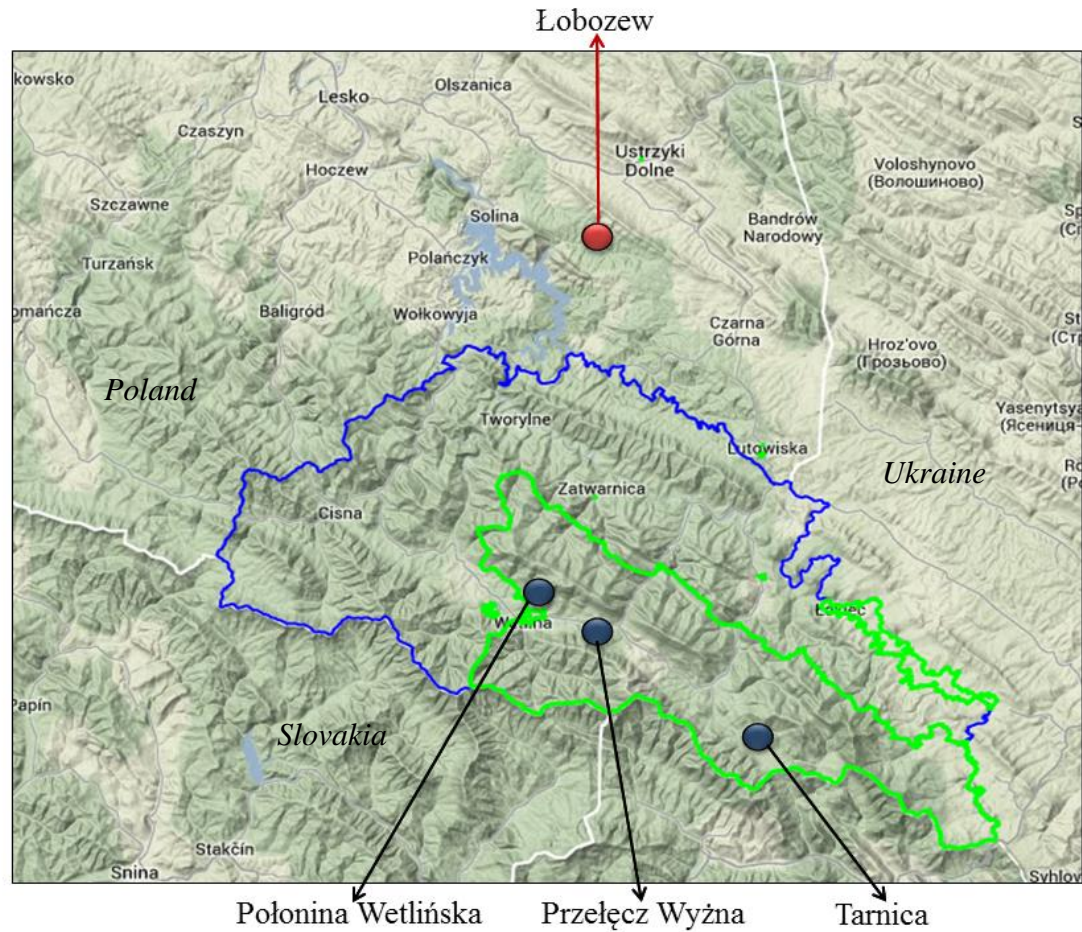 Łobozew
kowsko
Olszanica
Lesko
Czaszyn
Ustrzyki
Dolne
Hoczew
Voloshynovo
(Волошиново)
Szczawne
Solina
Bandrów
Narodowy
Turzańsk
Polańczyk
omańcza
Baligród
Wołkowyja
Czarna
Górna
Hroz'ovo
(Грозьово)
Poland
Yasenytsya
(Ясениця-
Tworylne
Lutowiska
Ukraine
Zatwarnica
Cisna
Wetlina
Papín
Slovakia
Stakčín
Snina
Syhlov
Połonina Wetlińska
Przełęcz Wyżna
Tarnica